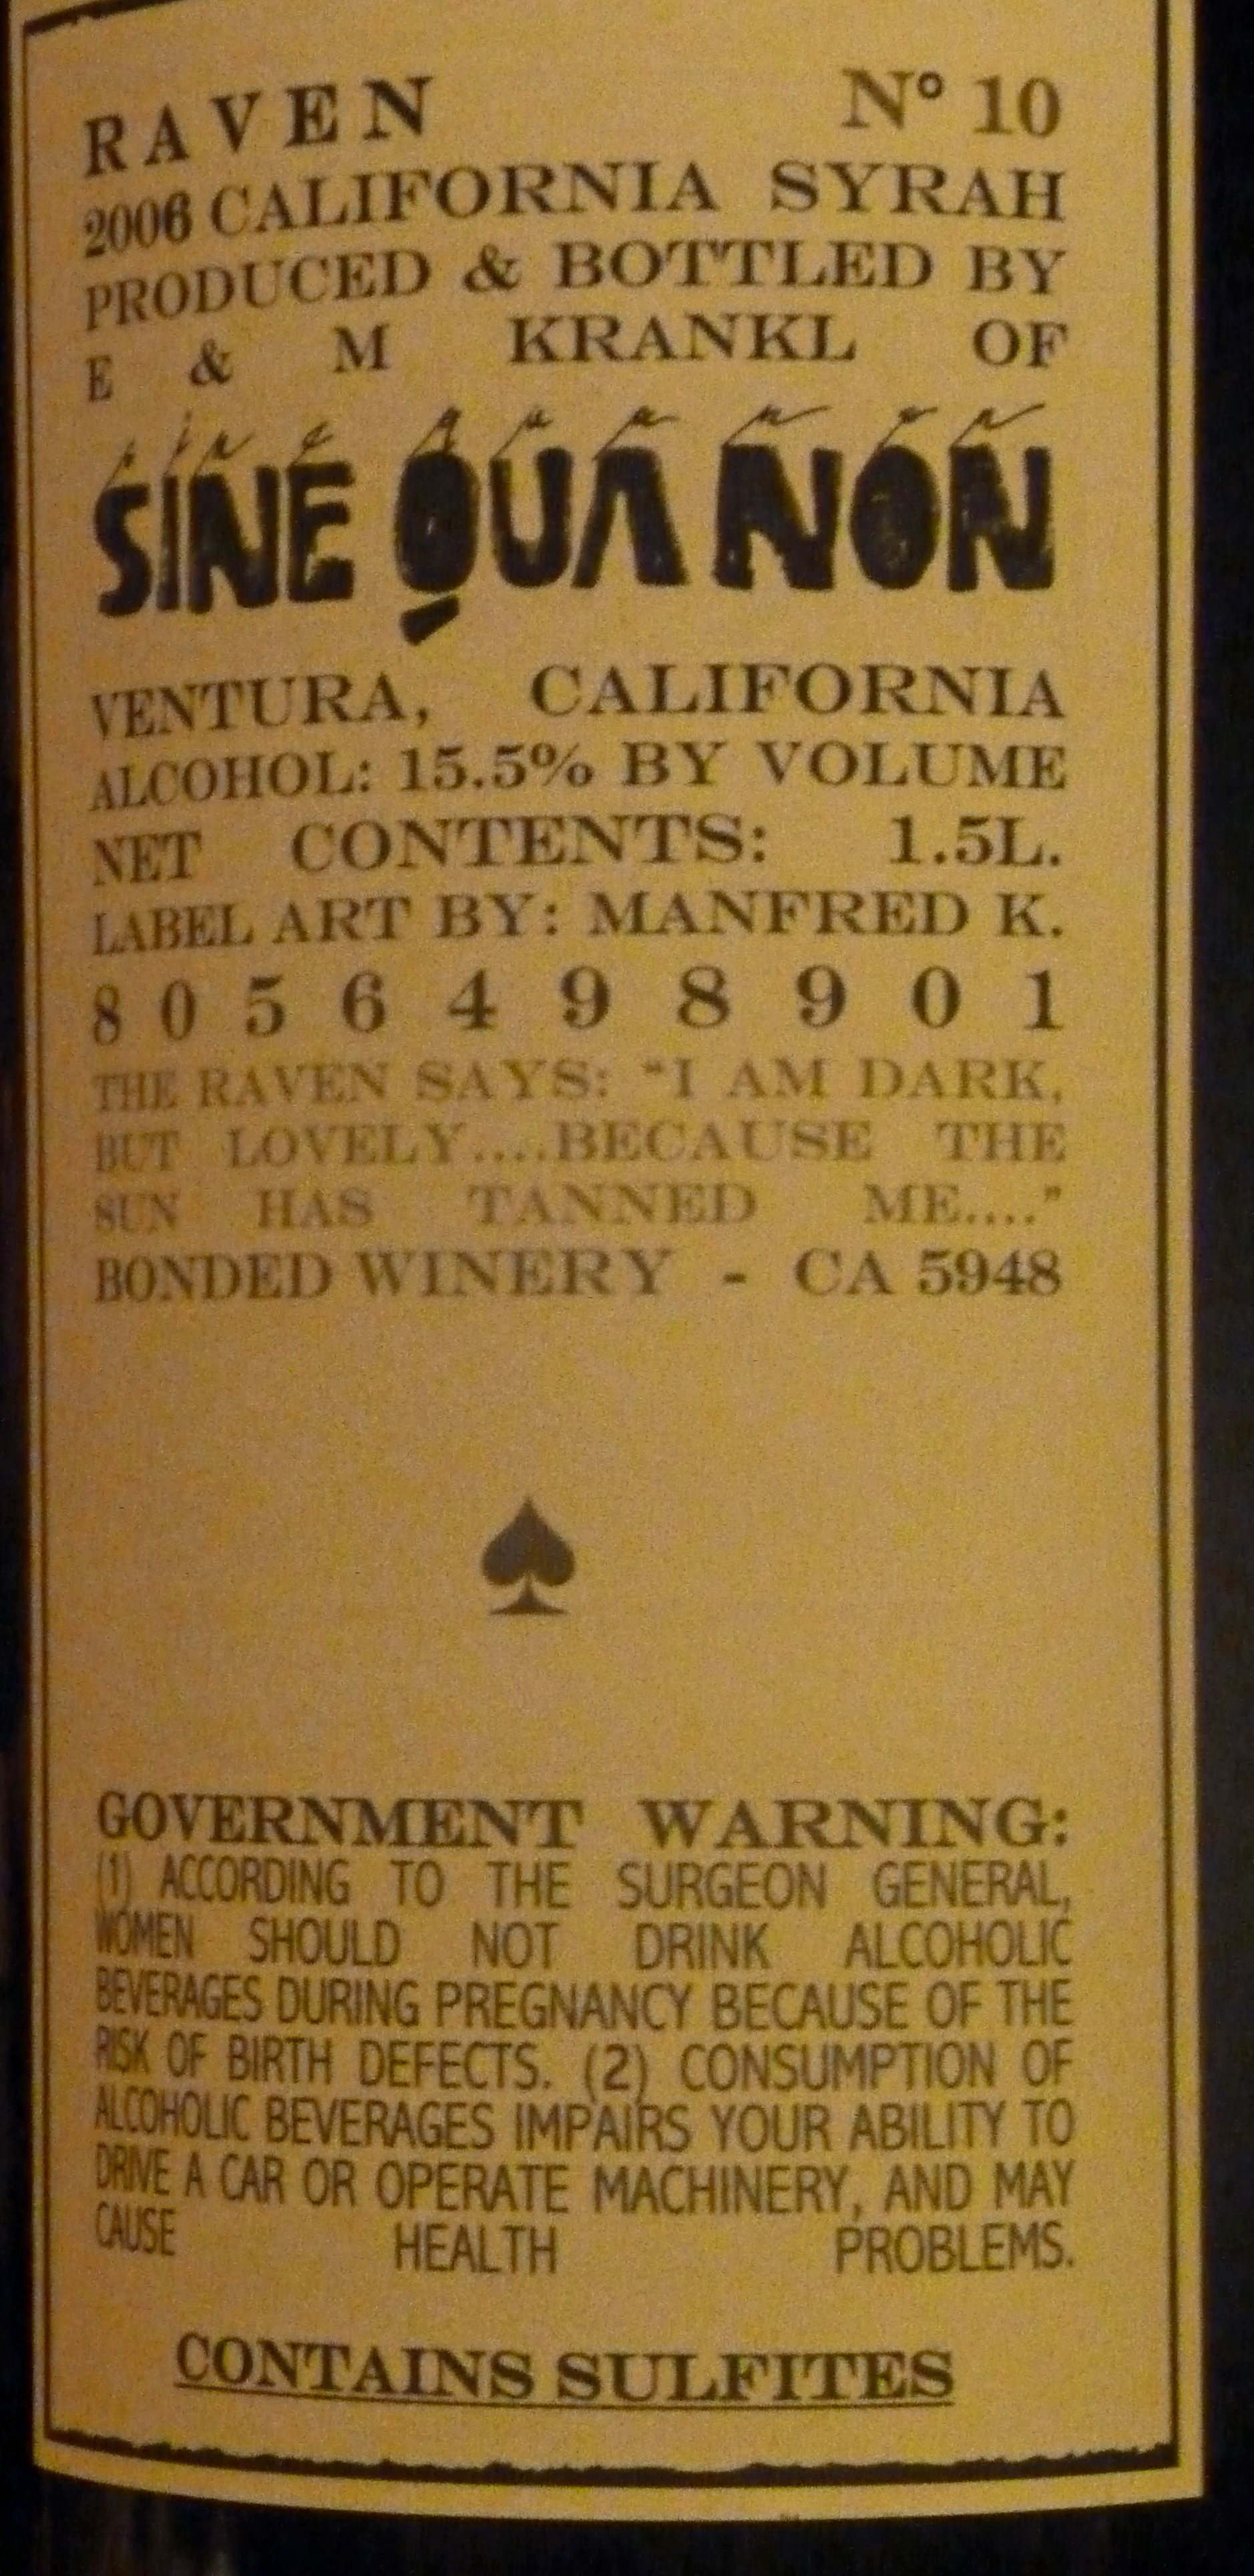 RAVEN N° 10
2006 CALIFORNIA SYRAH
PRODUCED & BOTTLED BY
E & M KRANKL OF
SINE QUA NON
VENTURA, CALIFORNIA
ALCOHOL: 15.5% BY VOLUME
NET CONTENTS: 1.5L.
LABEL ART BY: MANFRED K.
8 0 5 6 4 9 8 9 0 1
THE RAVEN SAYS: "I AM DARK,
BUT LOVELY....BECAUSE THE
SUN HAS TANNED ME...."
BONDED WINERY - CA 5948
GOVERNMENT WARNING:
(1) ACCORDING TO THE SURGEON GENERAL,
WOMEN SHOULD NOT DRINK ALCOHOLIC
BEVERAGES DURING PREGNANCY BECAUSE OF THE
RISK OF BIRTH DEFECTS. (2) CONSUMPTION OF
ALCOHOLIC BEVERAGES IMPAIRS YOUR ABILITY TO
DRIVE A CAR OR OPERATE MACHINERY, AND MAY
CAUSE HEALTH PROBLEMS.
CONTAINS SULFITES